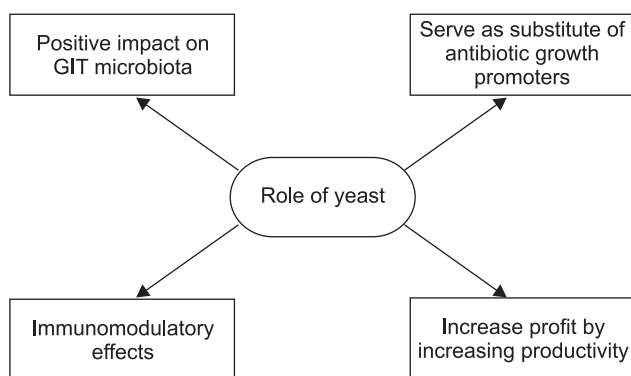 Positive impact on
GIT microbiota
Serve as substitute of
antibiotic growth
promoters
Role of yeast
Immunomodulatory
effects
Increase profit by
increasing productivity